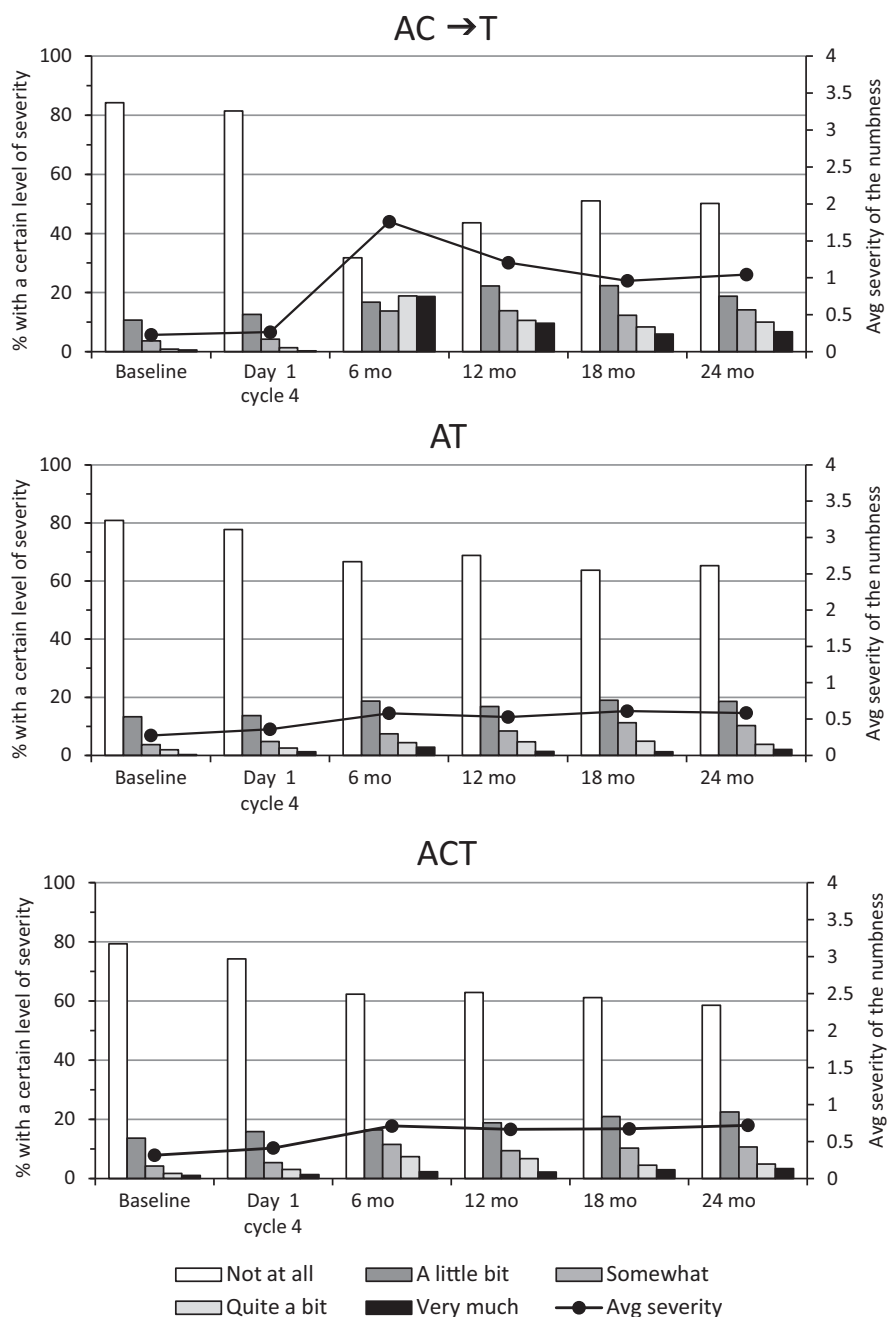 AC ➔T
% with a certain level of severity
100
80
60
40
20
0
4
3.5
3
2.5
2
1.5
1
0.5
0
Avg severity of the numbness
Baseline
Day 1
cycle 4
6 mo
12 mo
18 mo
24 mo
AT
% with a certain level of severity
100
80
60
40
20
0
4
3.5
3
2.5
2
1.5
1
0.5
0
Avg severity of the numbness
Baseline
Day 1
cycle 4
6 mo
12 mo
18 mo
24 mo
ACT
% with a certain level of severity
100
80
60
40
20
0
4
3.5
3
2.5
2
1.5
1
0.5
0
Avg severity of the numbness
Baseline
Day 1
cycle 4
6 mo
12 mo
18 mo
24 mo
Not at all
A little bit
Somewhat
Quite a bit
Very much
Avg severity